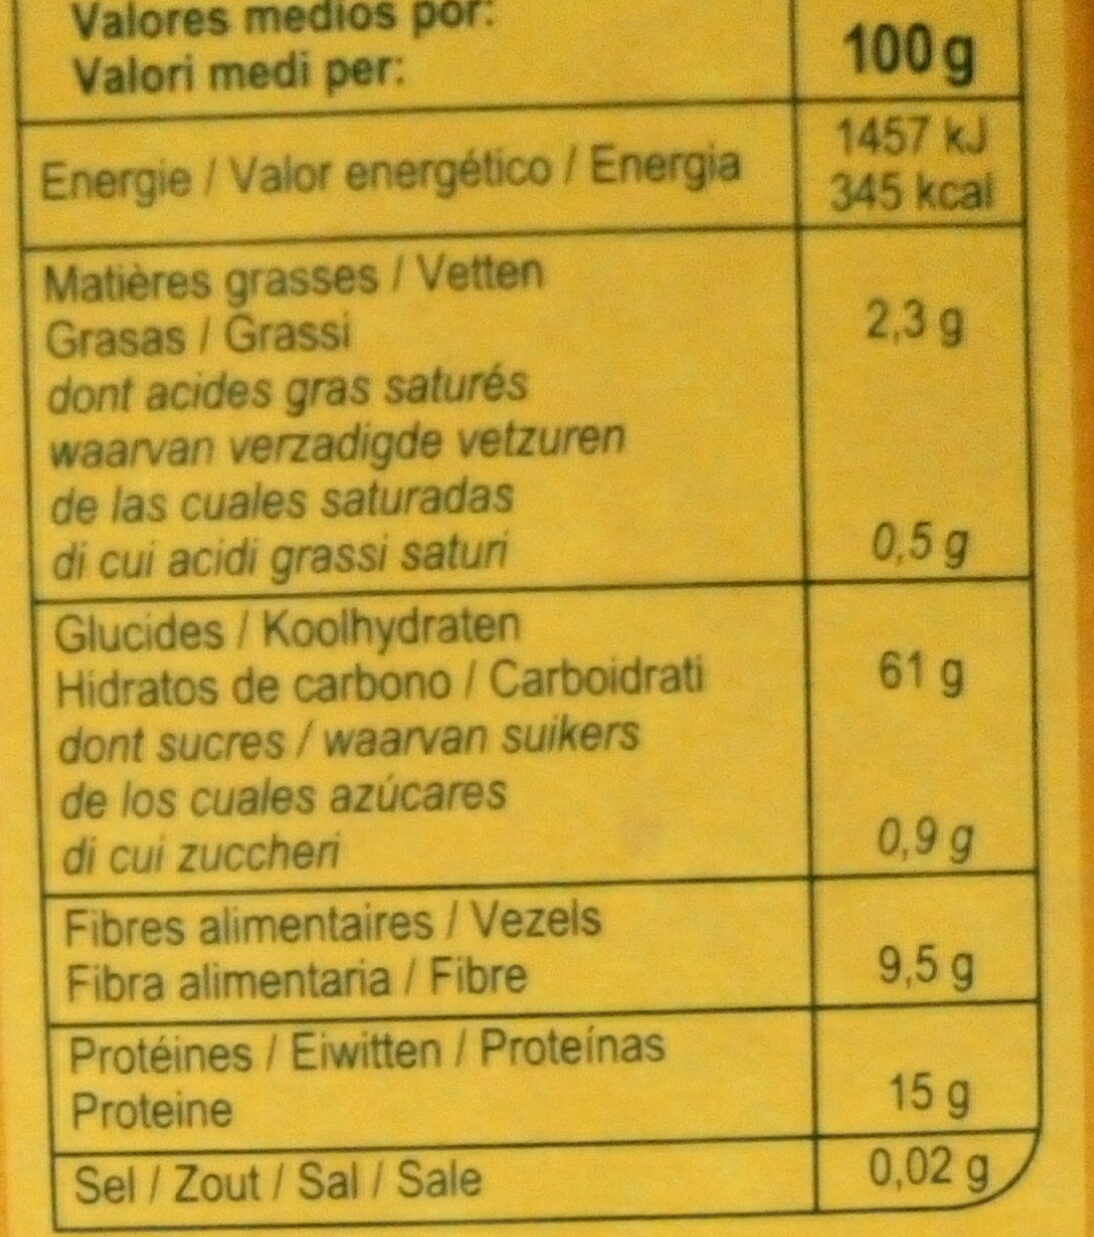 Valores medios por:
Valori medi per:
100 g
Energie / Valor energético / Energia
1457 kJ
345 kcal
Matières grasses / Vetten
Grasas / Grassi
2,3 g
dont acides gras saturés
waarvan verzadigde vetzuren
de las cuales saturadas
di cui acidi grassi saturi
0,5 g
Glucides / Koolhydraten
Hidratos de carbono / Carboidrati
61 g
dont sucres / waarvan suikers
de los cuales azúcares
di cui zuccheri
0,9 g
Fibres alimentaires / Vezels
Fibra alimentaria / Fibre
9,5 g
Protéines / Eiwitten / Proteínas
Proteine
15 g
Sel / Zout / Sal / Sale
0,02 g